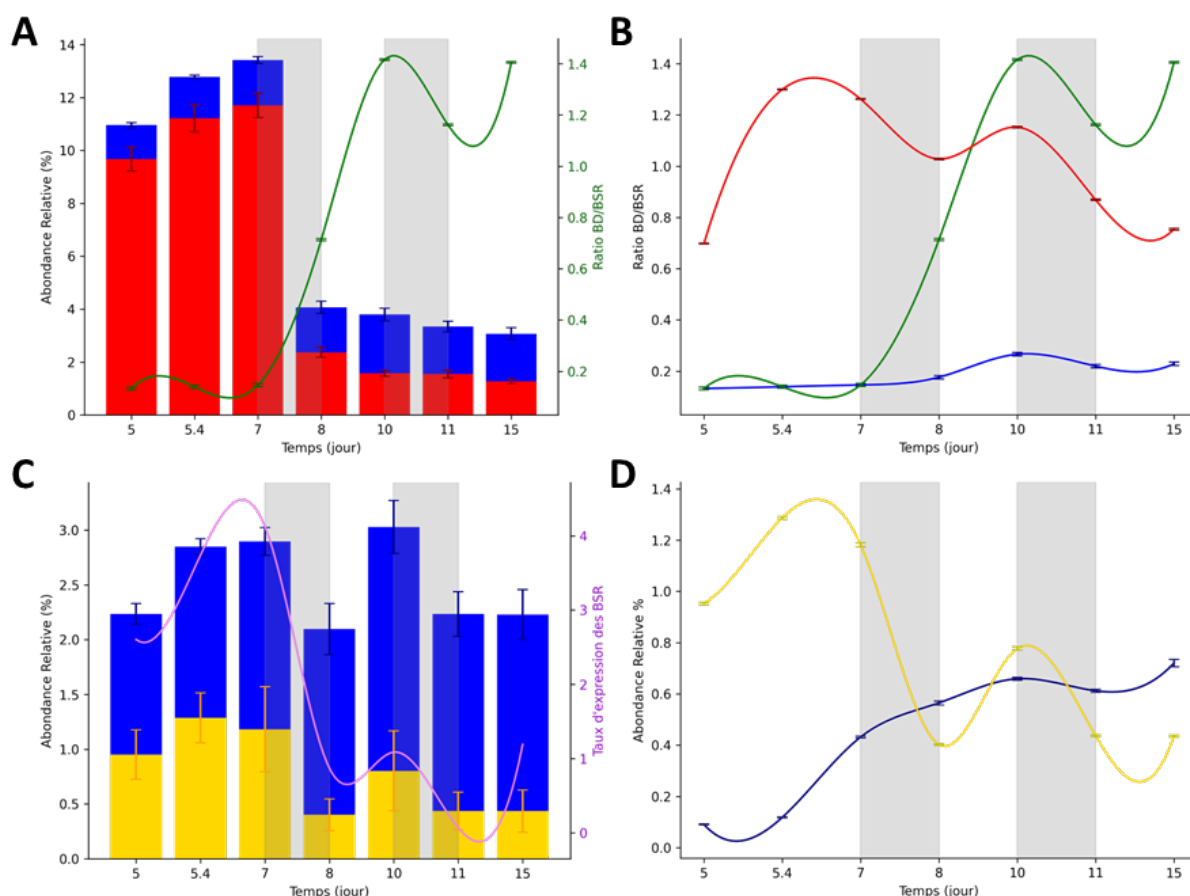 A
14
12
10
8
6
4
2
0
Abondance Relative (%)
1.4
1.2
1.0
0.8
0.6
0.4
0.2
Ratio BD/BSR
5 5.4 7 8 10 11 15
Temps (jour)
B
1.4
1.2
1.0
0.8
0.6
0.4
0.2
Ratio BD/BSR
5 5.4 7 8 10 11 15
Temps (jour)
C
3.0
2.5
2.0
1.5
1.0
0.5
0.0
Abondance Relative (%)
4
3
2
1
0
Taux d'expression des BSR
5 5.4 7 8 10 11 15
Temps (jour)
D
1.4
1.2
1.0
0.8
0.6
0.4
0.2
0.0
Abondance Relative %
5 5.4 7 8 10 11 15
Temps (jour)